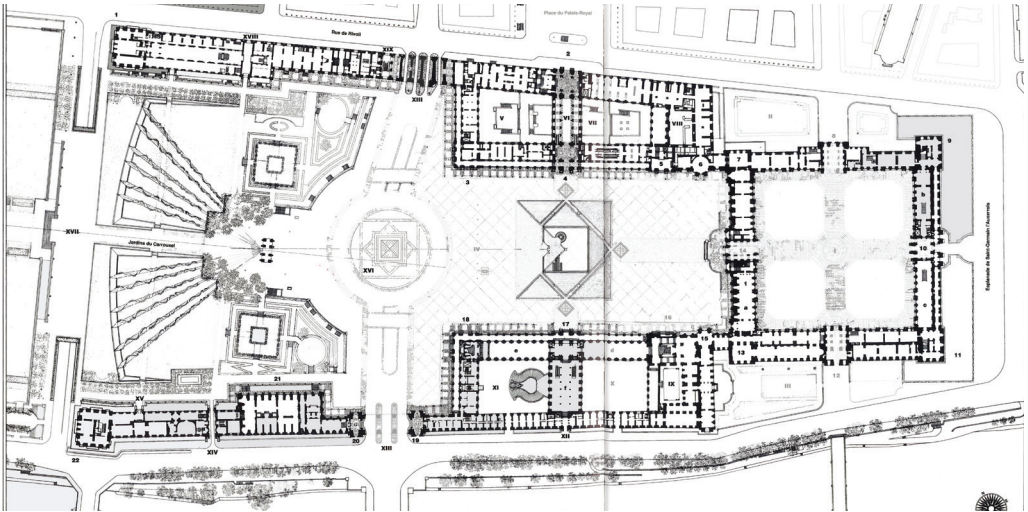 Place du Palais-Royal
1
Rue de Rivoli
XVIII
XIX
2
XIII
V
VI
VII
VIII
II
8
9
3
4
5
6
7
b
XVII
Jardins du Carrousel
XVI
IV
14
10
1
Esplanade de Saint-Germain l'Auxerrois
c
18
17
16
15
13
12
11
XI
X
IX
III
d
21
XV
20
19
XIII
XII
XIV
22